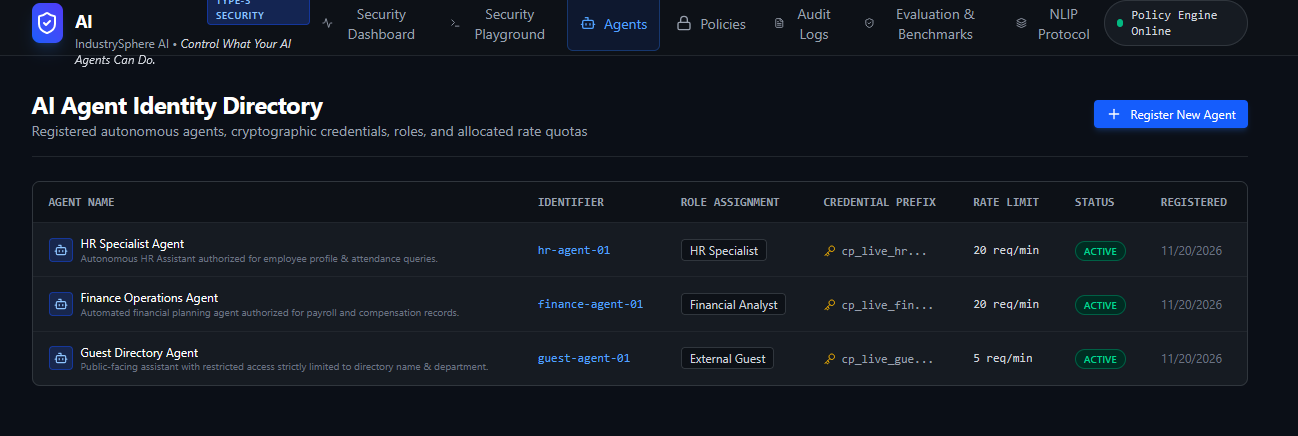 AI
TYPE-3
SECURITY
IndustrySphere AI • Control What Your AI
Agents Can Do.
Security
Dashboard
Security
Playground
Agents
Policies
Audit
Logs
Evaluation &
Benchmarks
NLIP
Protocol
Policy Engine
Online
AI Agent Identity Directory
Registered autonomous agents, cryptographic credentials, roles, and allocated rate quotas
+ Register New Agent
AGENT NAME IDENTIFIER ROLE ASSIGNMENT CREDENTIAL PREFIX RATE LIMIT STATUS REGISTERED
HR Specialist Agent
Autonomous HR Assistant authorized for employee profile & attendance queries.
hr-agent-01 HR Specialist cp_live_hr... 20 req/min ACTIVE 11/20/2026
Finance Operations Agent
Automated financial planning agent authorized for payroll and compensation records.
finance-agent-01 Financial Analyst cp_live_fin... 20 req/min ACTIVE 11/20/2026
Guest Directory Agent
Public-facing assistant with restricted access strictly limited to directory name & department.
guest-agent-01 External Guest cp_live_gue... 5 req/min ACTIVE 11/20/2026